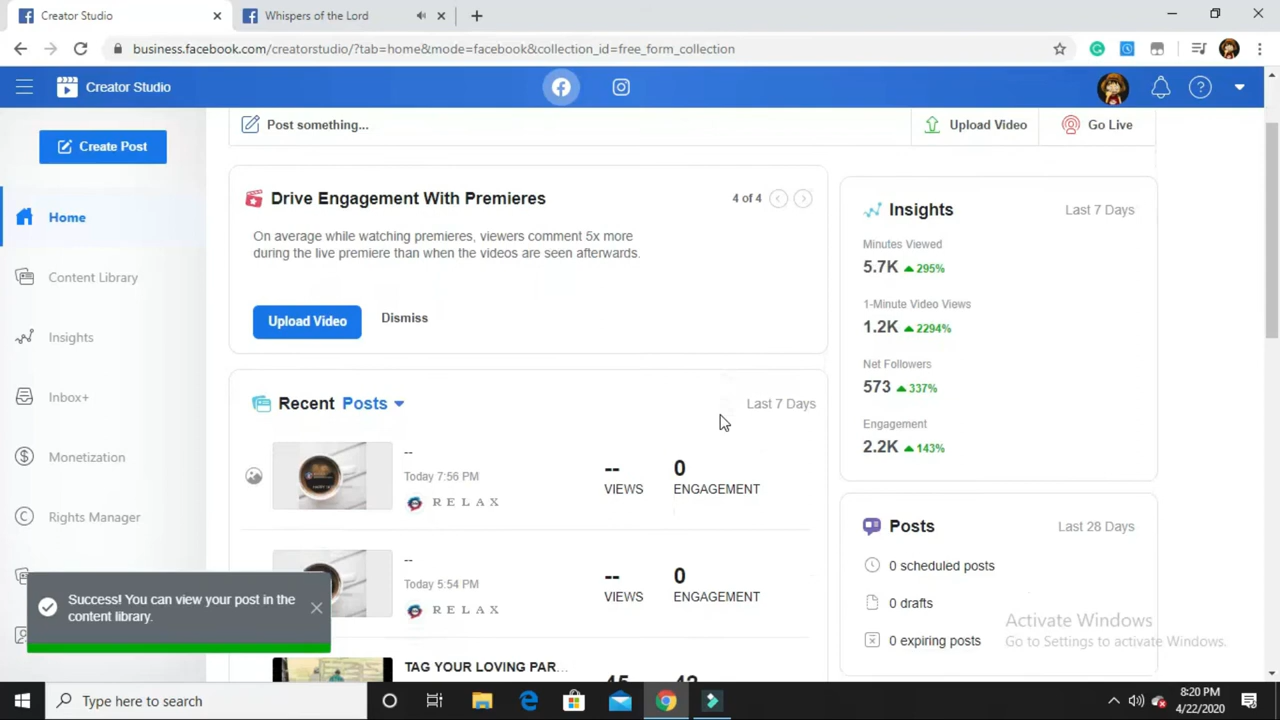 Creator Studio
Whispers of the Lord
business.facebook.com/creatorstudio/?tab=home&mode=facebook&collection_id=free_form_collection
Creator Studio
Create Post
Home
Content Library
Insights
Inbox+
Monetization
Rights Manager
Post something...
Upload Video
Go Live
Drive Engagement With Premieres
4 of 4
On average while watching premieres, viewers comment 5x more
during the live premiere than when the videos are seen afterwards.
Upload Video
Dismiss
Insights
Last 7 Days
Minutes Viewed
5.7K 295%
1-Minute Video Views
1.2K 2294%
Net Followers
573 337%
Engagement
2.2K 143%
Recent Posts
Last 7 Days
--
Today 7:56 PM
R E L A X
--
VIEWS
0
ENGAGEMENT
--
Today 5:54 PM
R E L A X
--
VIEWS
0
ENGAGEMENT
TAG YOUR LOVING PAR...
45
42
Posts
Last 28 Days
0 scheduled posts
0 drafts
0 expiring posts
Success! You can view your post in the
content library.
Activate Windows
Go to Settings to activate Windows.
Type here to search
8:20 PM
4/22/2020